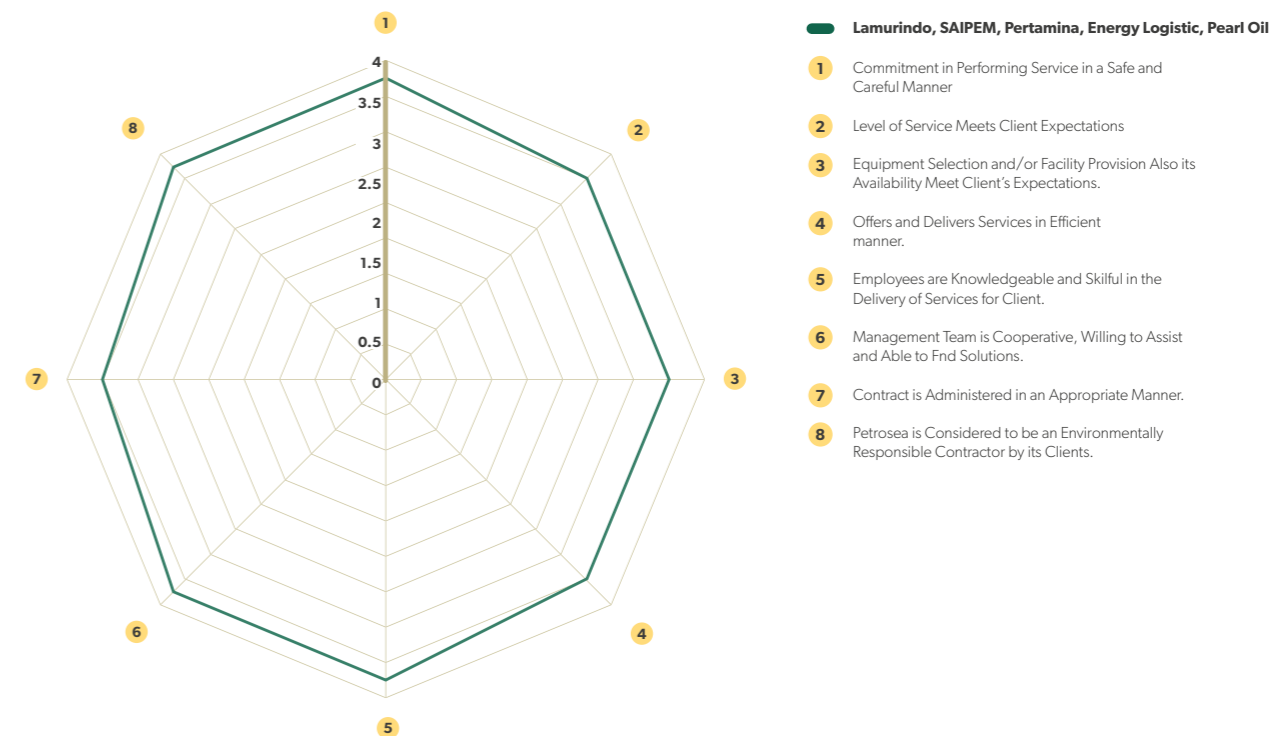 1
4
3.5
3
2.5
2
1.5
1
0.5
0
8
2
7
3
6
4
5
Lamurindo, SAIPEM, Pertamina, Energy Logistic, Pearl Oil
1 Commitment in Performing Service in a Safe and
Careful Manner
2 Level of Service Meets Client Expectations
3 Equipment Selection and/or Facility Provision Also its
Availability Meet Client’s Expectations.
4 Offers and Delivers Services in Efficient
manner.
5 Employees are Knowledgeable and Skilful in the
Delivery of Services for Client.
6 Management Team is Cooperative, Willing to Assist
and Able to Fnd Solutions.
7 Contract is Administered in an Appropriate Manner.
8 Petrosea is Considered to be an Environmentally
Responsible Contractor by its Clients.